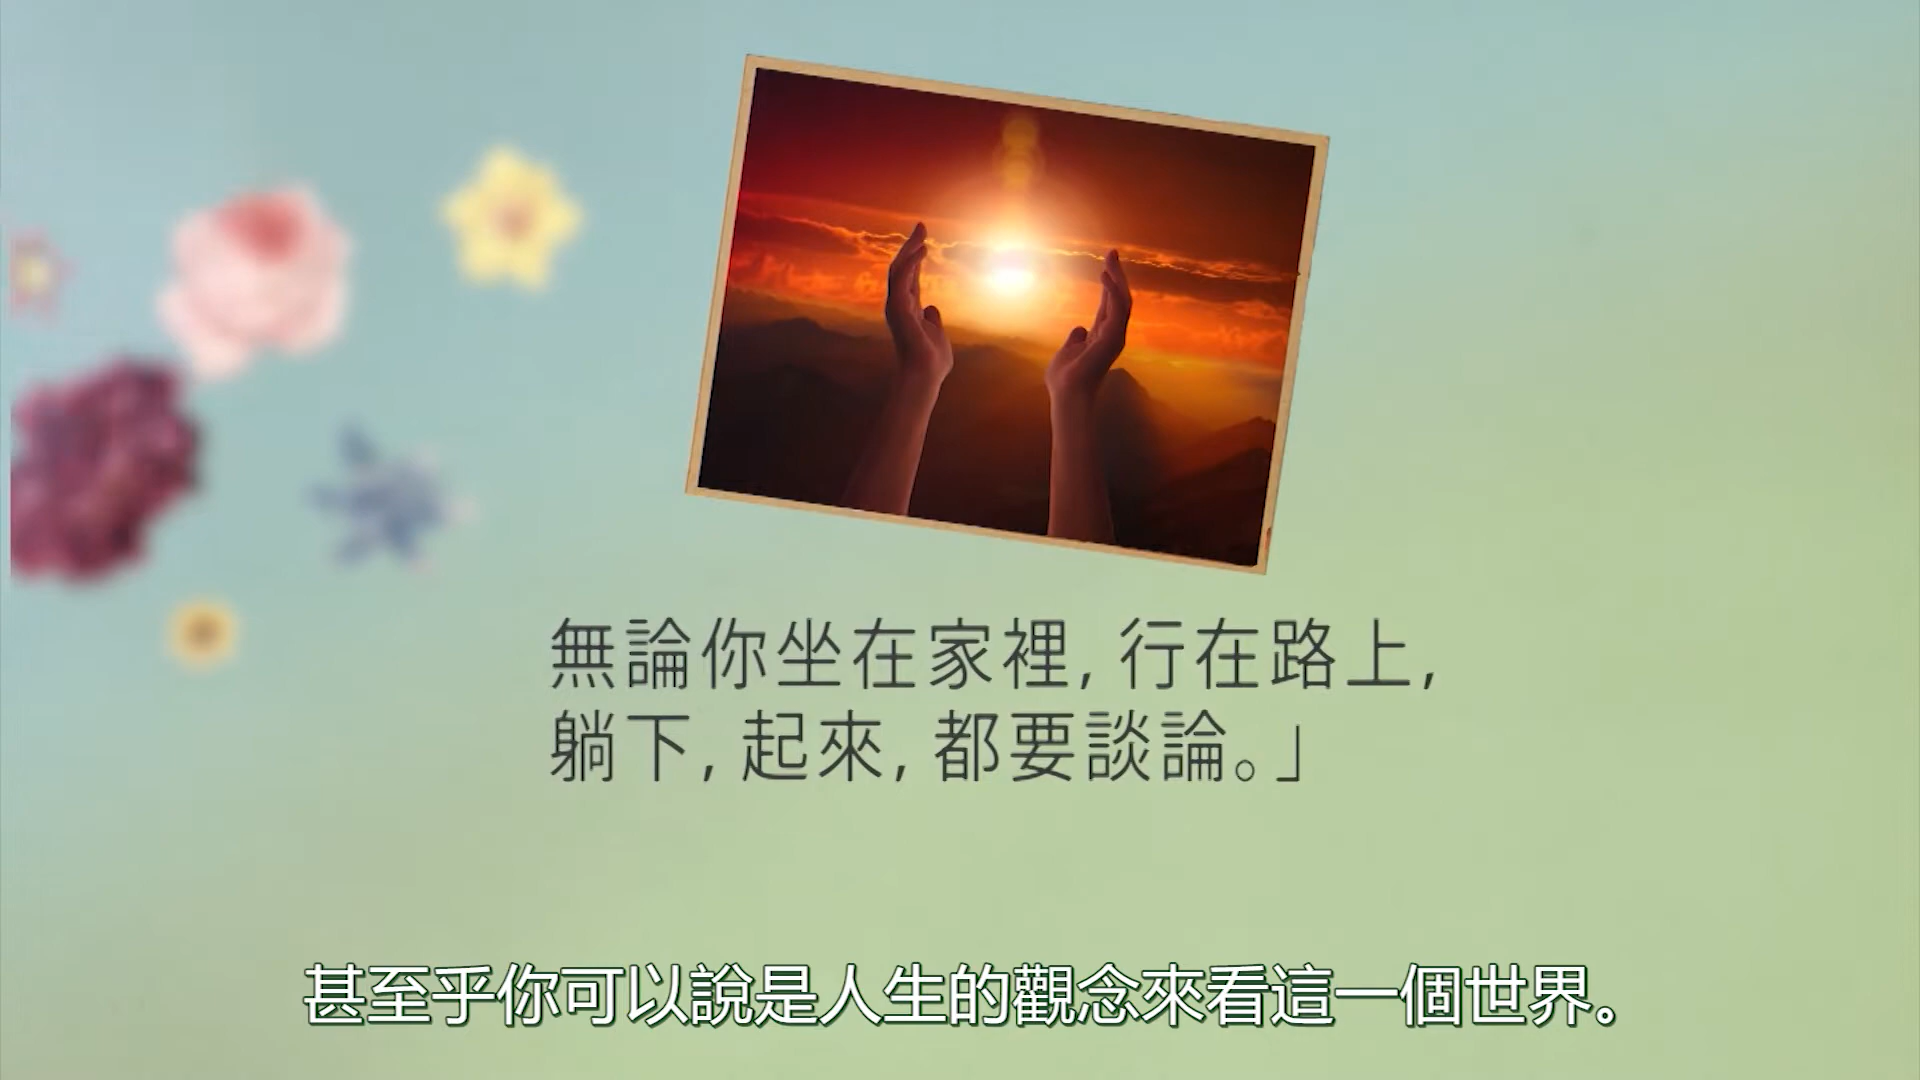 無論你坐在家裡, 行在路上,
躺下, 起來, 都要談論。」
甚至乎你可以說是人生的觀念來看這一個世界。